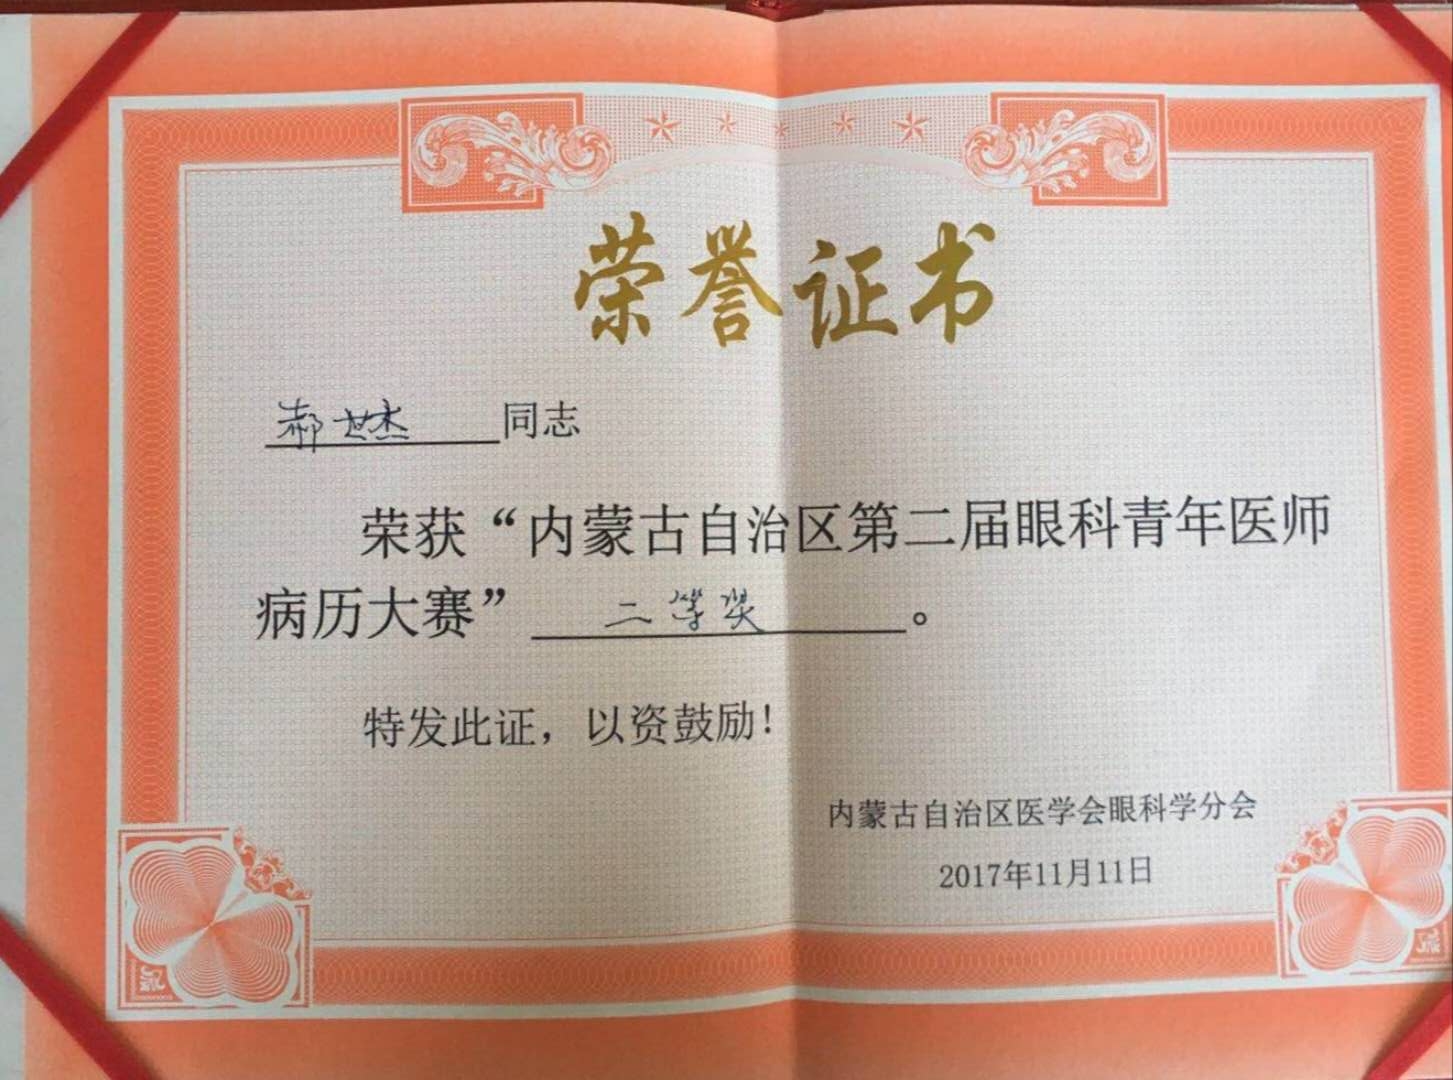 荣誉证书
郝世杰 同志
荣获“内蒙古自治区第二届眼科青年医师
病历大赛” 二等奖 。
特发此证，以资鼓励！
内蒙古自治区医学会眼科学分会
2017年11月11日